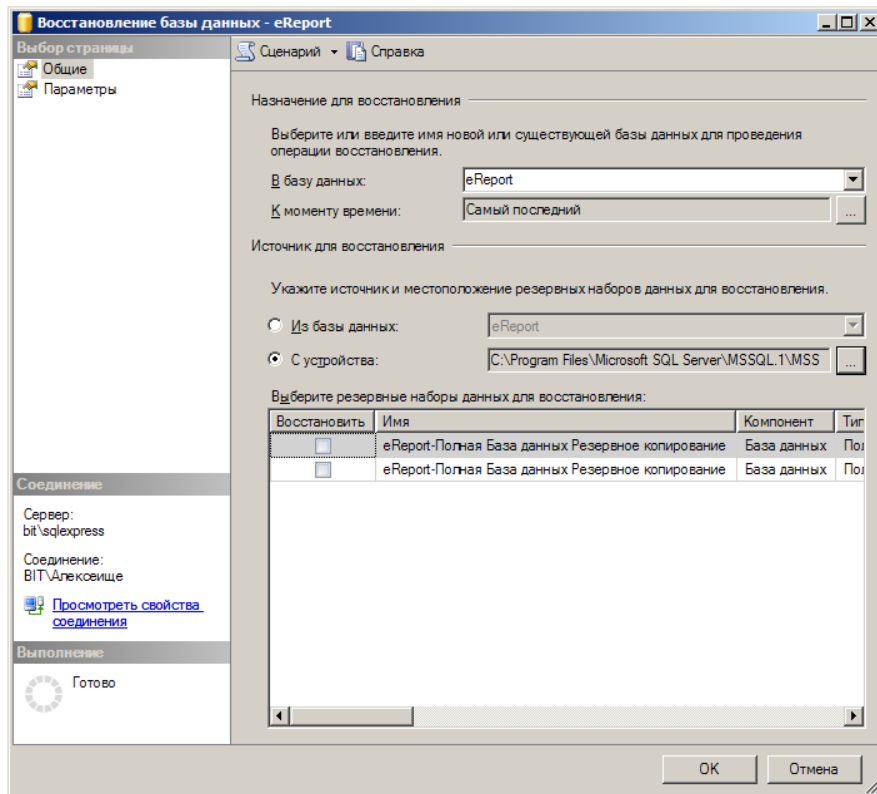 Восстановление базы данных - eReport
Выбор страницы
Общие
Параметры
Сценарий
Справка
Назначение для восстановления
Выберите или введите имя новой или существующей базы данных для проведения
операции восстановления.
В базу данных:
eReport
К моменту времени:
Самый последний
...
Источник для восстановления
Укажите источник и местоположение резервных наборов данных для восстановления.
Из базы данных:
eReport
С устройства:
C:\Program Files\Microsoft SQL Server\MSSQL.1\MSS
...
Выберите резервные наборы данных для восстановления:
Восстановить Имя Компонент Тип
eReport-Полная База данных Резервное копирование База данных Пол
eReport-Полная База данных Резервное копирование База данных Пол
Соединение
Сервер:
bit\sqlexpress
Соединение:
BIT\Алексеище
Просмотреть свойства
соединения
Выполнение
Готово
OK
Отмена